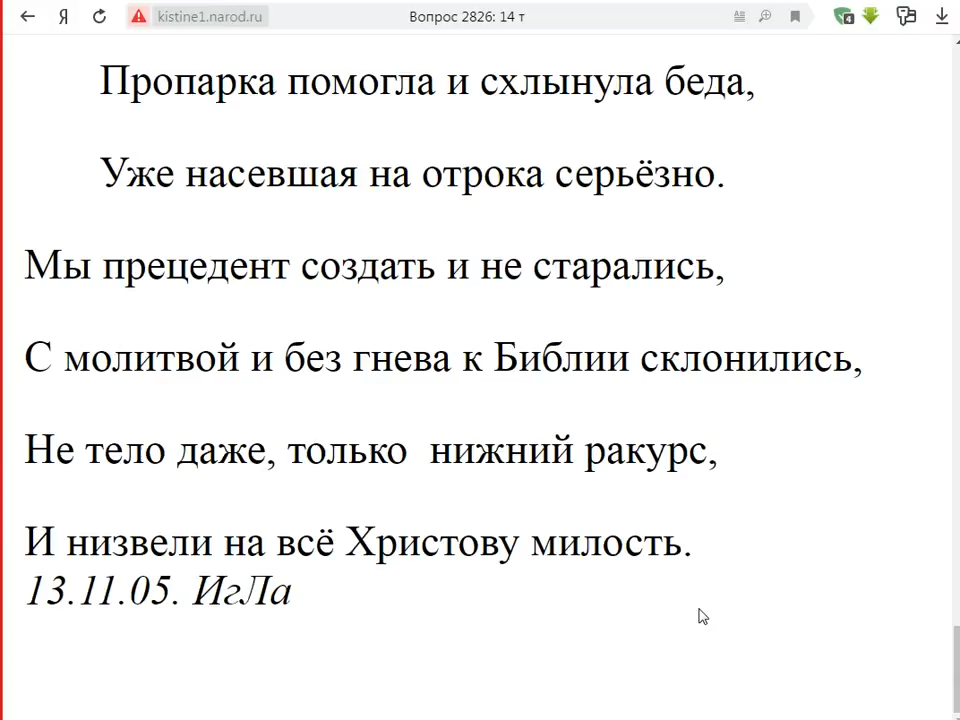 Я kistine1.narod.ru Вопрос 2826: 14 т 4
Пропарка помогла и схлынула беда,
Уже насевшая на отрока серьёзно.
Мы прецедент создать и не старались,
С молитвой и без гнева к Библии склонились,
Не тело даже, только  нижний ракурс,
И низвели на всё Христову милость.
13.11.05. ИгЛа